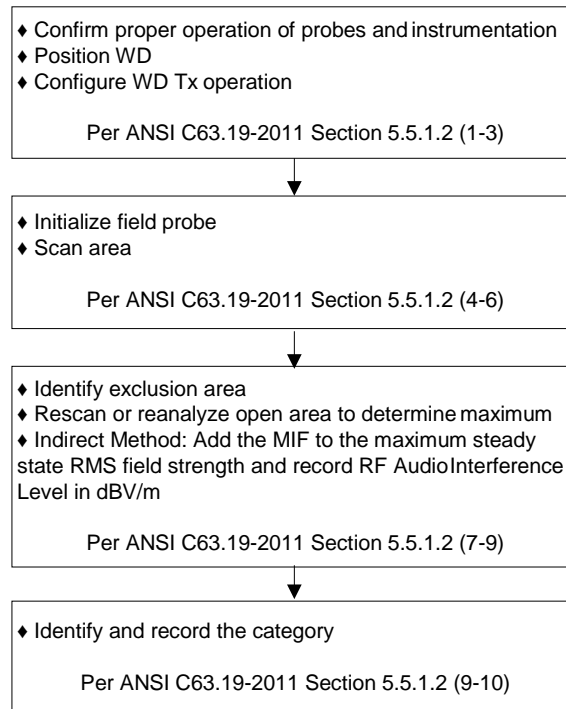 ♦ Confirm proper operation of probes and instrumentation
♦ Position WD
♦ Configure WD Tx operation
Per ANSI C63.19-2011 Section 5.5.1.2 (1-3)
♦ Initialize field probe
♦ Scan area
Per ANSI C63.19-2011 Section 5.5.1.2 (4-6)
♦ Identify exclusion area
♦ Rescan or reanalyze open area to determine maximum
♦ Indirect Method: Add the MIF to the maximum steady
state RMS field strength and record RF Audio Interference
Level in dBV/m
Per ANSI C63.19-2011 Section 5.5.1.2 (7-9)
♦ Identify and record the category
Per ANSI C63.19-2011 Section 5.5.1.2 (9-10)